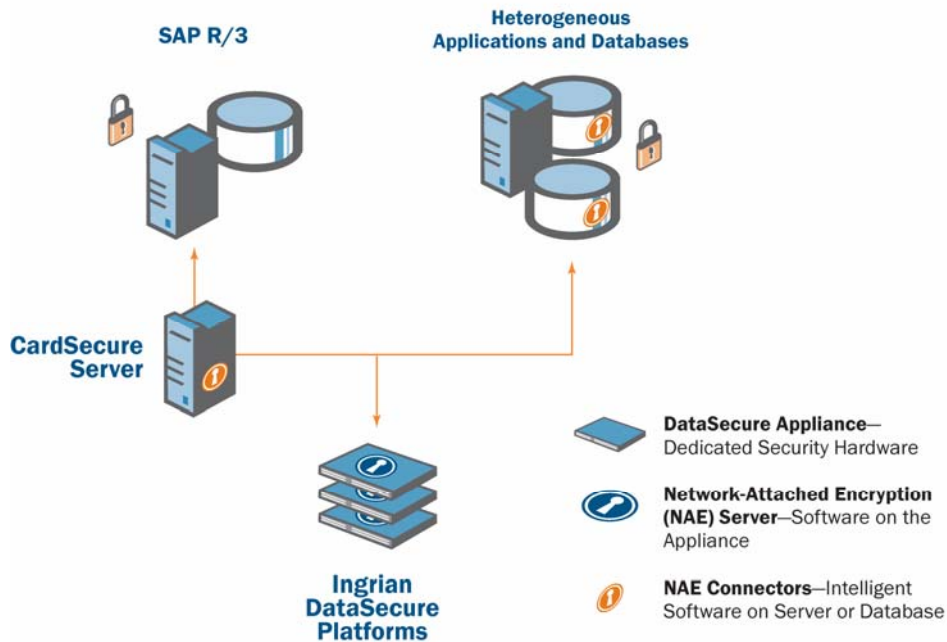 SAP R/3
Heterogeneous
Applications and Databases
CardSecure
Server
Ingrian
DataSecure
Platforms
DataSecure Appliance—
Dedicated Security Hardware
Network-Attached Encryption
(NAE) Server—Software on the
Appliance
NAE Connectors—Intelligent
Software on Server or Database